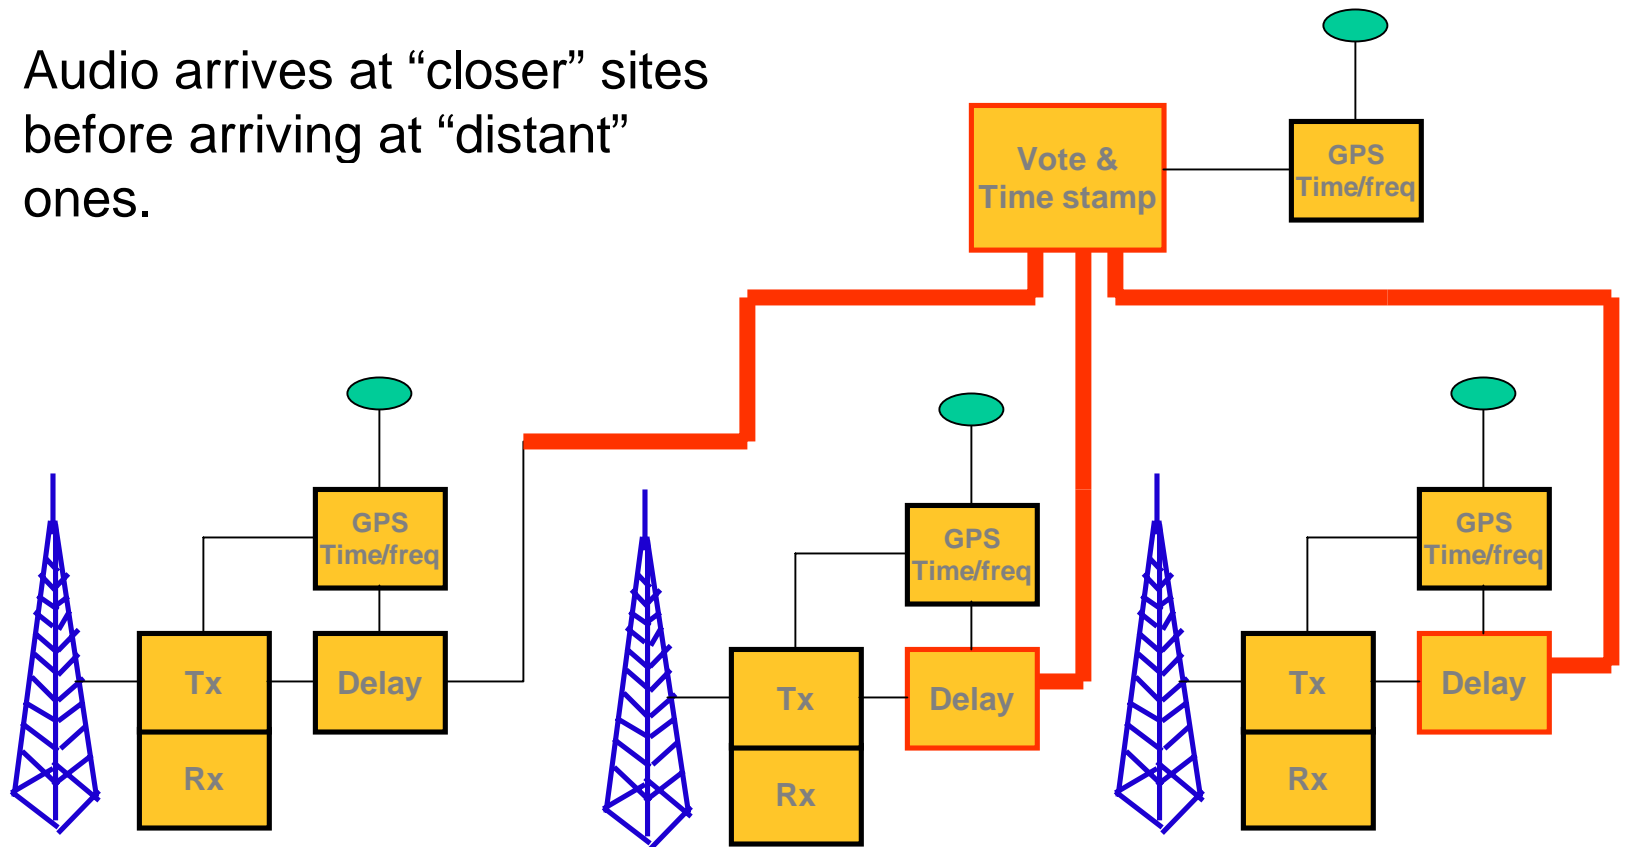 Audio arrives at “closer” sites
before arriving at “distant”
ones.
Vote &
Time stamp
GPS
Time/freq
GPS
Time/freq
Tx
Delay
Rx
GPS
Time/freq
Tx
Delay
Rx
GPS
Time/freq
Tx
Delay
Rx